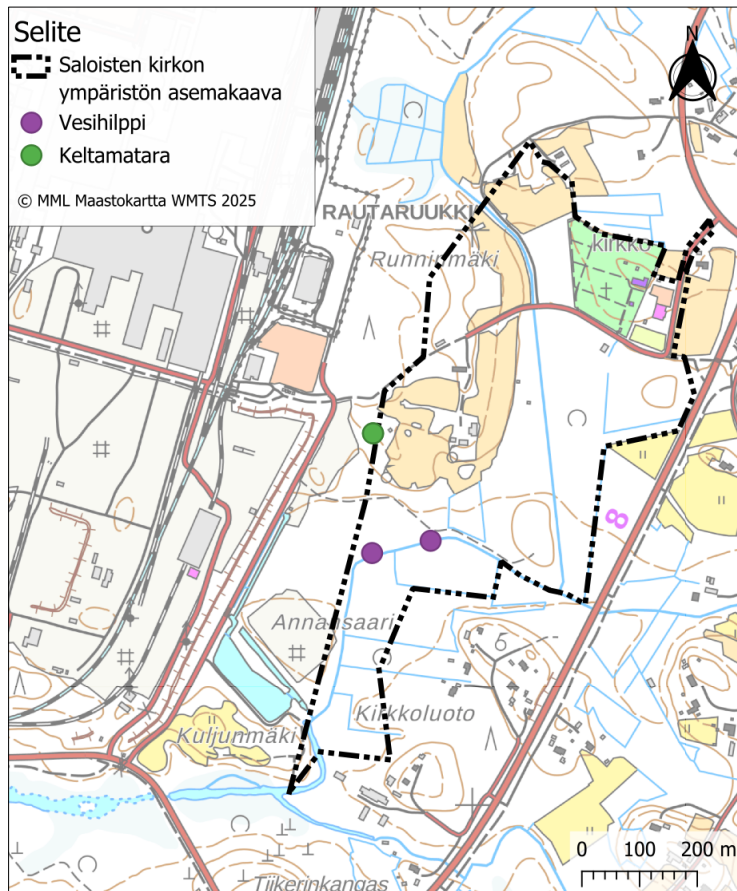 Selite
Saloisten kirkon
ympäristön asemakaava
Vesihilppi
Keltamatara
© MML Maastokartta WMTS 2025
N
RAUTARUUKKI
Runninmäki
kirkko
8
Annansaari
Kirkkoluoto
Kuljunmäki
Tiikerinkangas
0 100 200 m